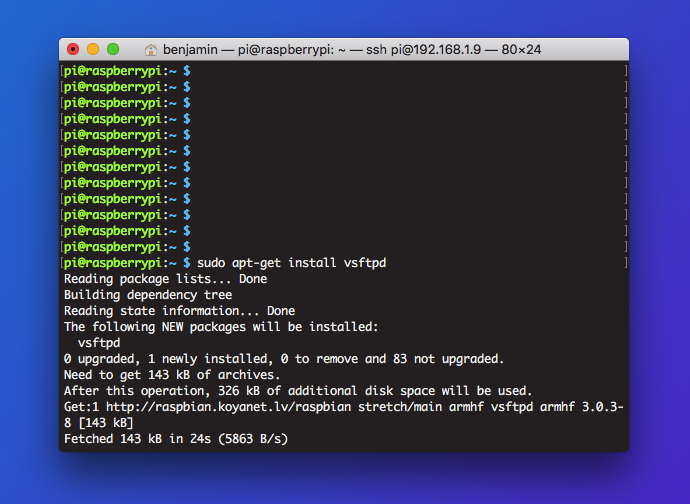 benjamin — pi@raspberrypi: ~ — ssh pi@192.168.1.9 — 80×24
[pi@raspberrypi:~ $ ]
[pi@raspberrypi:~ $ ]
[pi@raspberrypi:~ $ ]
[pi@raspberrypi:~ $ ]
[pi@raspberrypi:~ $ ]
[pi@raspberrypi:~ $ ]
[pi@raspberrypi:~ $ ]
[pi@raspberrypi:~ $ ]
[pi@raspberrypi:~ $ ]
[pi@raspberrypi:~ $ ]
[pi@raspberrypi:~ $ ]
[pi@raspberrypi:~ $ ]
[pi@raspberrypi:~ $ sudo apt-get install vsftpd ]
Reading package lists... Done
Building dependency tree
Reading state information... Done
The following NEW packages will be installed:
  vsftpd
0 upgraded, 1 newly installed, 0 to remove and 83 not upgraded.
Need to get 143 kB of archives.
After this operation, 326 kB of additional disk space will be used.
Get:1 http://raspbian.koyanet.lv/raspbian stretch/main armhf vsftpd armhf 3.0.3-
8 [143 kB]
Fetched 143 kB in 24s (5863 B/s)